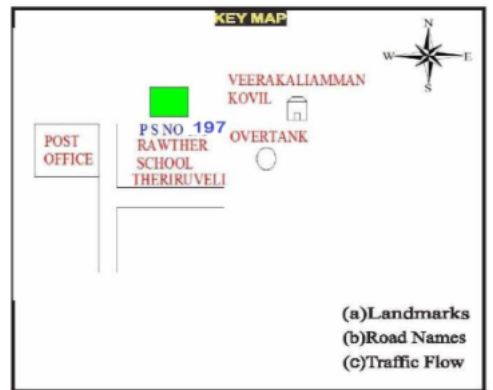 KEY MAP
N
W
E
S
VEERAKALIAMMAN
KOVIL
P S NO 197
OVERTANK
RAWTHER
SCHOOL
THERIRUVELI
POST
OFFICE
(a)Landmarks
(b)Road Names
(c)Traffic Flow